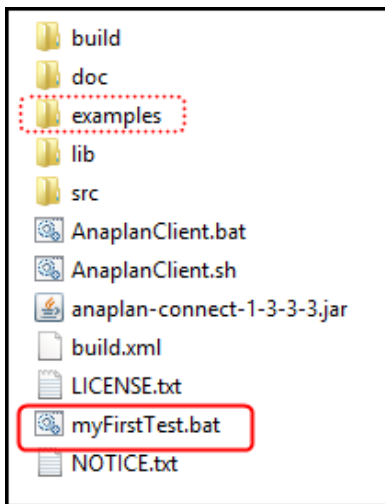 build
doc
examples
lib
src
AnaplanClient.bat
AnaplanClient.sh
anaplan-connect-1-3-3-3.jar
build.xml
LICENSE.txt
myFirstTest.bat
NOTICE.txt